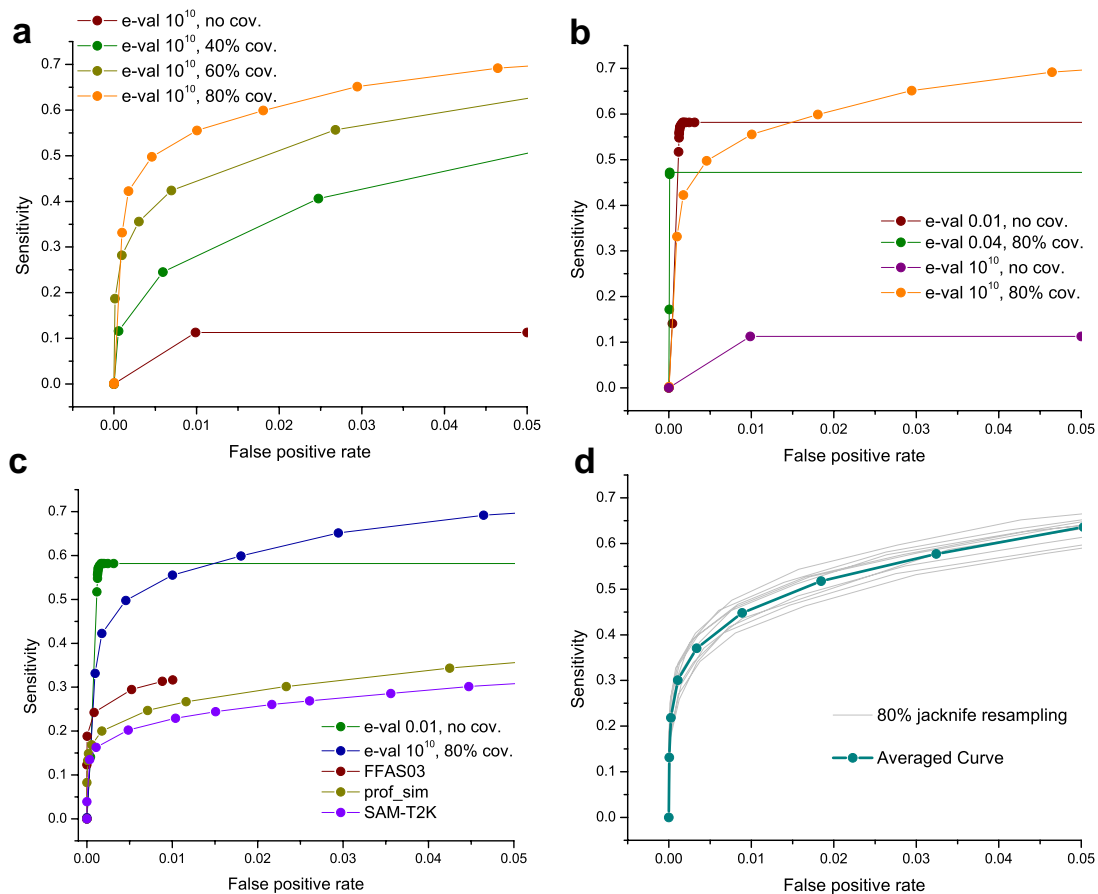 a
e-val 10^10, no cov.
e-val 10^10, 40% cov.
e-val 10^10, 60% cov.
e-val 10^10, 80% cov.
0.7
0.6
0.5
0.4
0.3
0.2
0.1
0.0
Sensitivity
0.00 0.01 0.02 0.03 0.04 0.05
False positive rate
b
0.7
0.6
0.5
0.4
0.3
0.2
0.1
0.0
Sensitivity
e-val 0.01, no cov.
e-val 0.04, 80% cov.
e-val 10^10, no cov.
e-val 10^10, 80% cov.
0.00 0.01 0.02 0.03 0.04 0.05
False positive rate
c
0.7
0.6
0.5
0.4
0.3
0.2
0.1
0.0
Sensitivity
e-val 0.01, no cov.
e-val 10^10, 80% cov.
FFAS03
prof_sim
SAM-T2K
0.00 0.01 0.02 0.03 0.04 0.05
False positive rate
d
0.7
0.6
0.5
0.4
0.3
0.2
0.1
0.0
Sensitivity
80% jacknife resampling
Averaged Curve
0.00 0.01 0.02 0.03 0.04 0.05
False positive rate